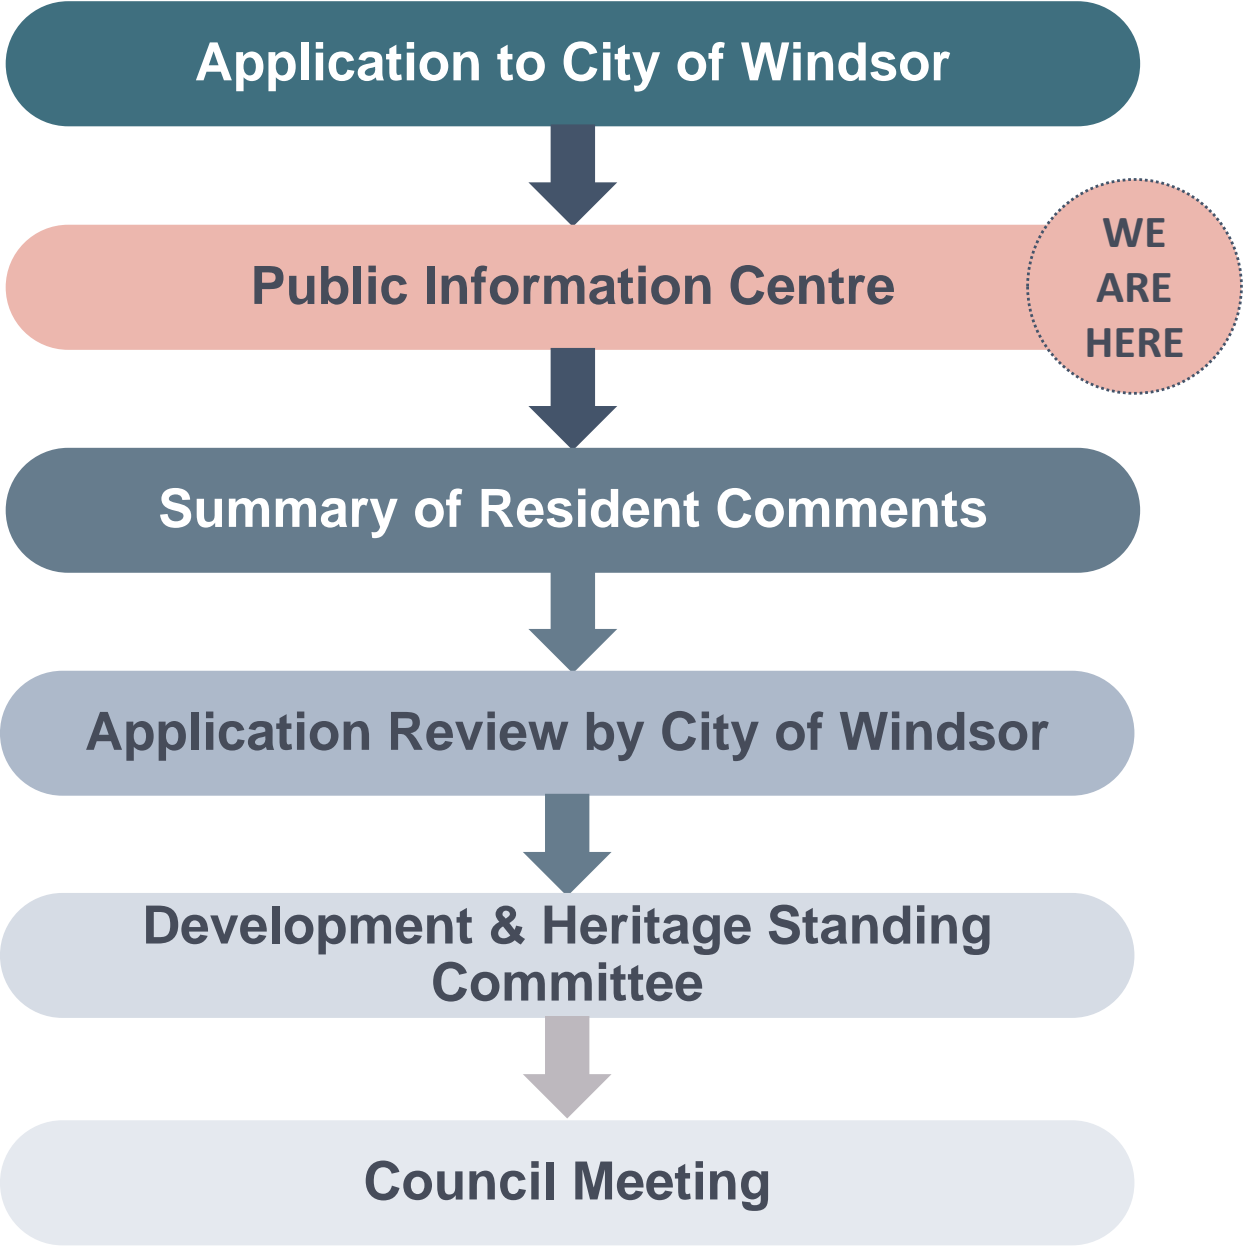 Application to City of Windsor
Public Information Centre
WE
ARE
HERE
Summary of Resident Comments
Application Review by City of Windsor
Development & Heritage Standing
Committee
Council Meeting